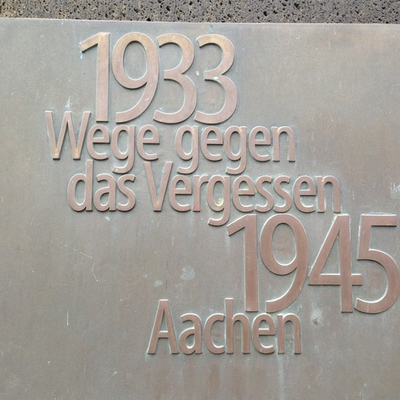 1933
Wege gegen
das Vergessen
1945
Aachen